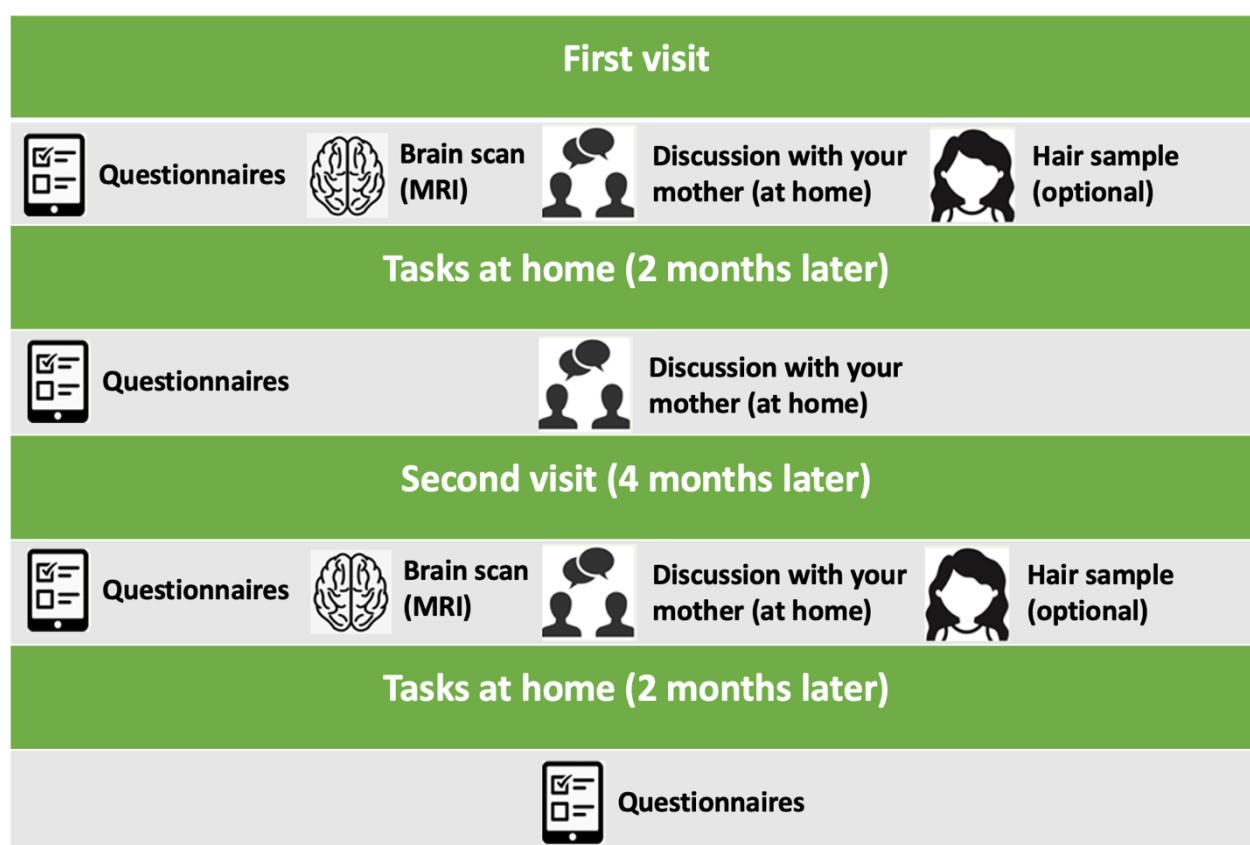 First visit
Questionnaires
Brain scan
(MRI)
Discussion with your
mother (at home)
Hair sample
(optional)
Tasks at home (2 months later)
Questionnaires
Discussion with your
mother (at home)
Second visit (4 months later)
Questionnaires
Brain scan
(MRI)
Discussion with your
mother (at home)
Hair sample
(optional)
Tasks at home (2 months later)
Questionnaires